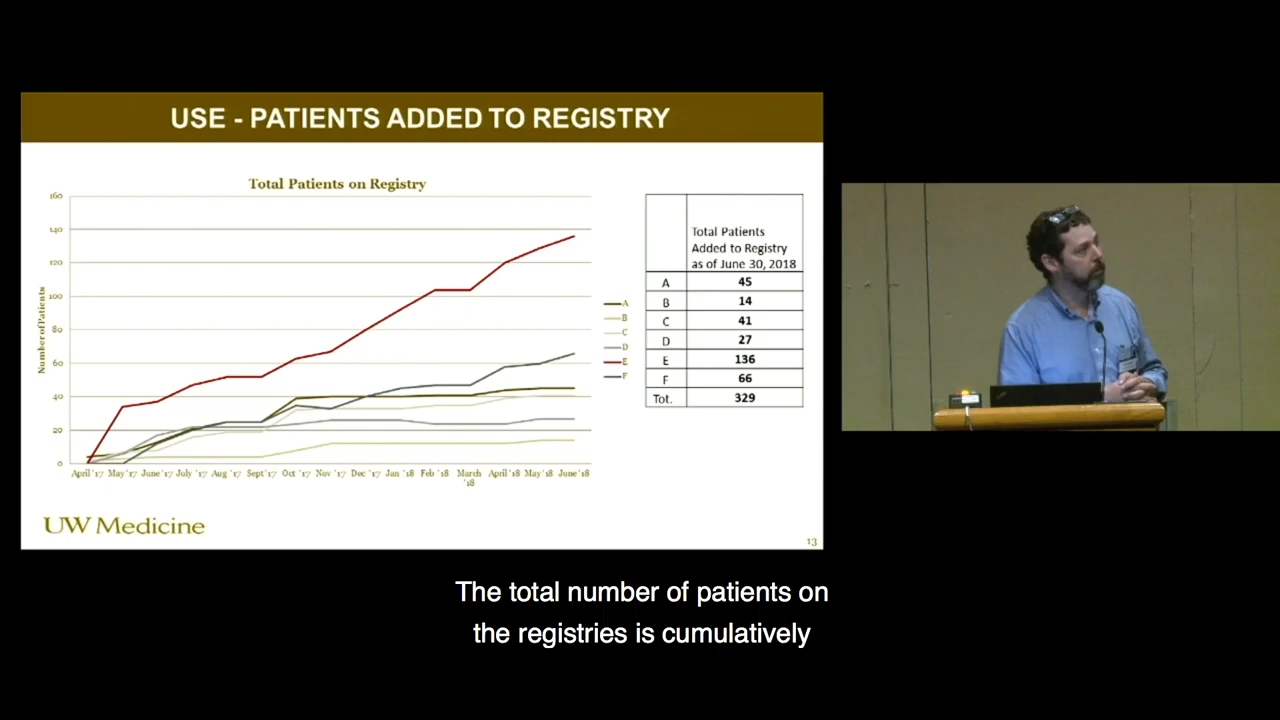 USE - PATIENTS ADDED TO REGISTRY
Total Patients on Registry
160
140
120
100
80
60
40
20
0
Number of Patients
April '17 May '17 June '17 July '17 Aug '17 Sept '17 Oct '17 Nov '17 Dec '17 Jan '18 Feb '18 March '18 April '18 May '18 June '18
A
B
C
D
E
F
Total Patients
Added to Registry
as of June 30, 2018
A 45
B 14
C 41
D 27
E 136
F 66
Tot. 329
UW Medicine
13
The total number of patients on
the registries is cumulatively